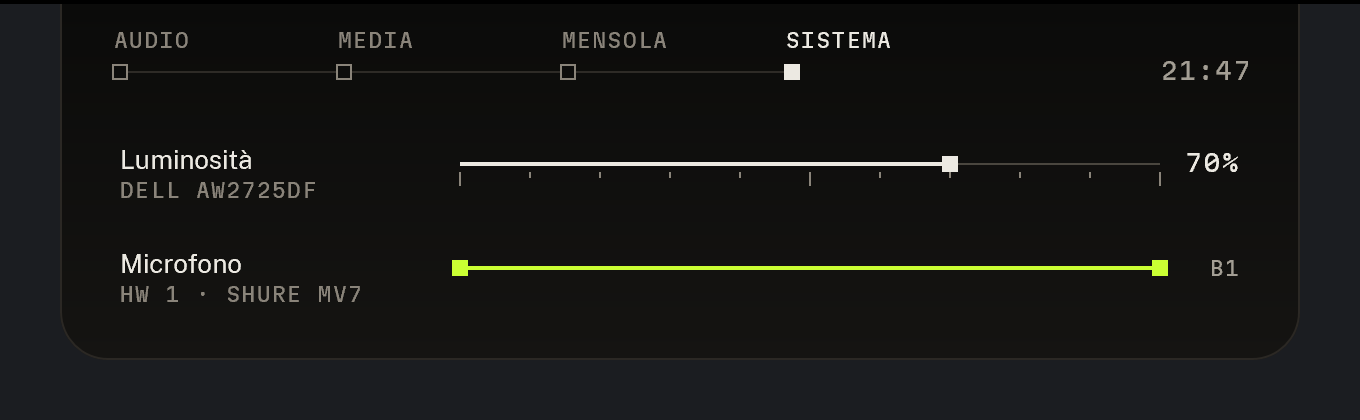 AUDIO MEDIA MENSOLA SISTEMA
21:47
Luminosità
70%
DELL AW2725DF
Microfono
B1
HW 1 · SHURE MV7